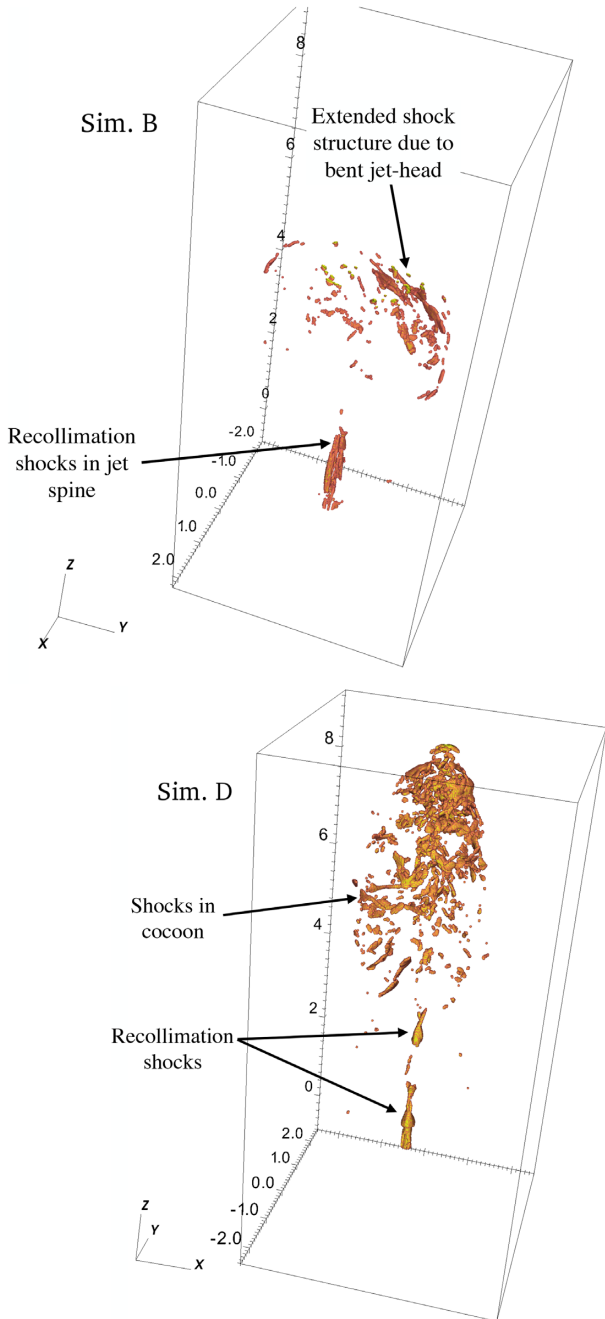 8
Sim. B
Extended shock
structure due to
bent jet-head
6
4
2
0
Recollimation
shocks in jet
spine
-2.0
-1.0
0.0
1.0
2.0
Z
X
Y
8
Sim. D
6
Shocks in
cocoon
4
2
Recollimation
shocks
0
2.0
1.0
0.0
-1.0
-2.0
Z
Y
X